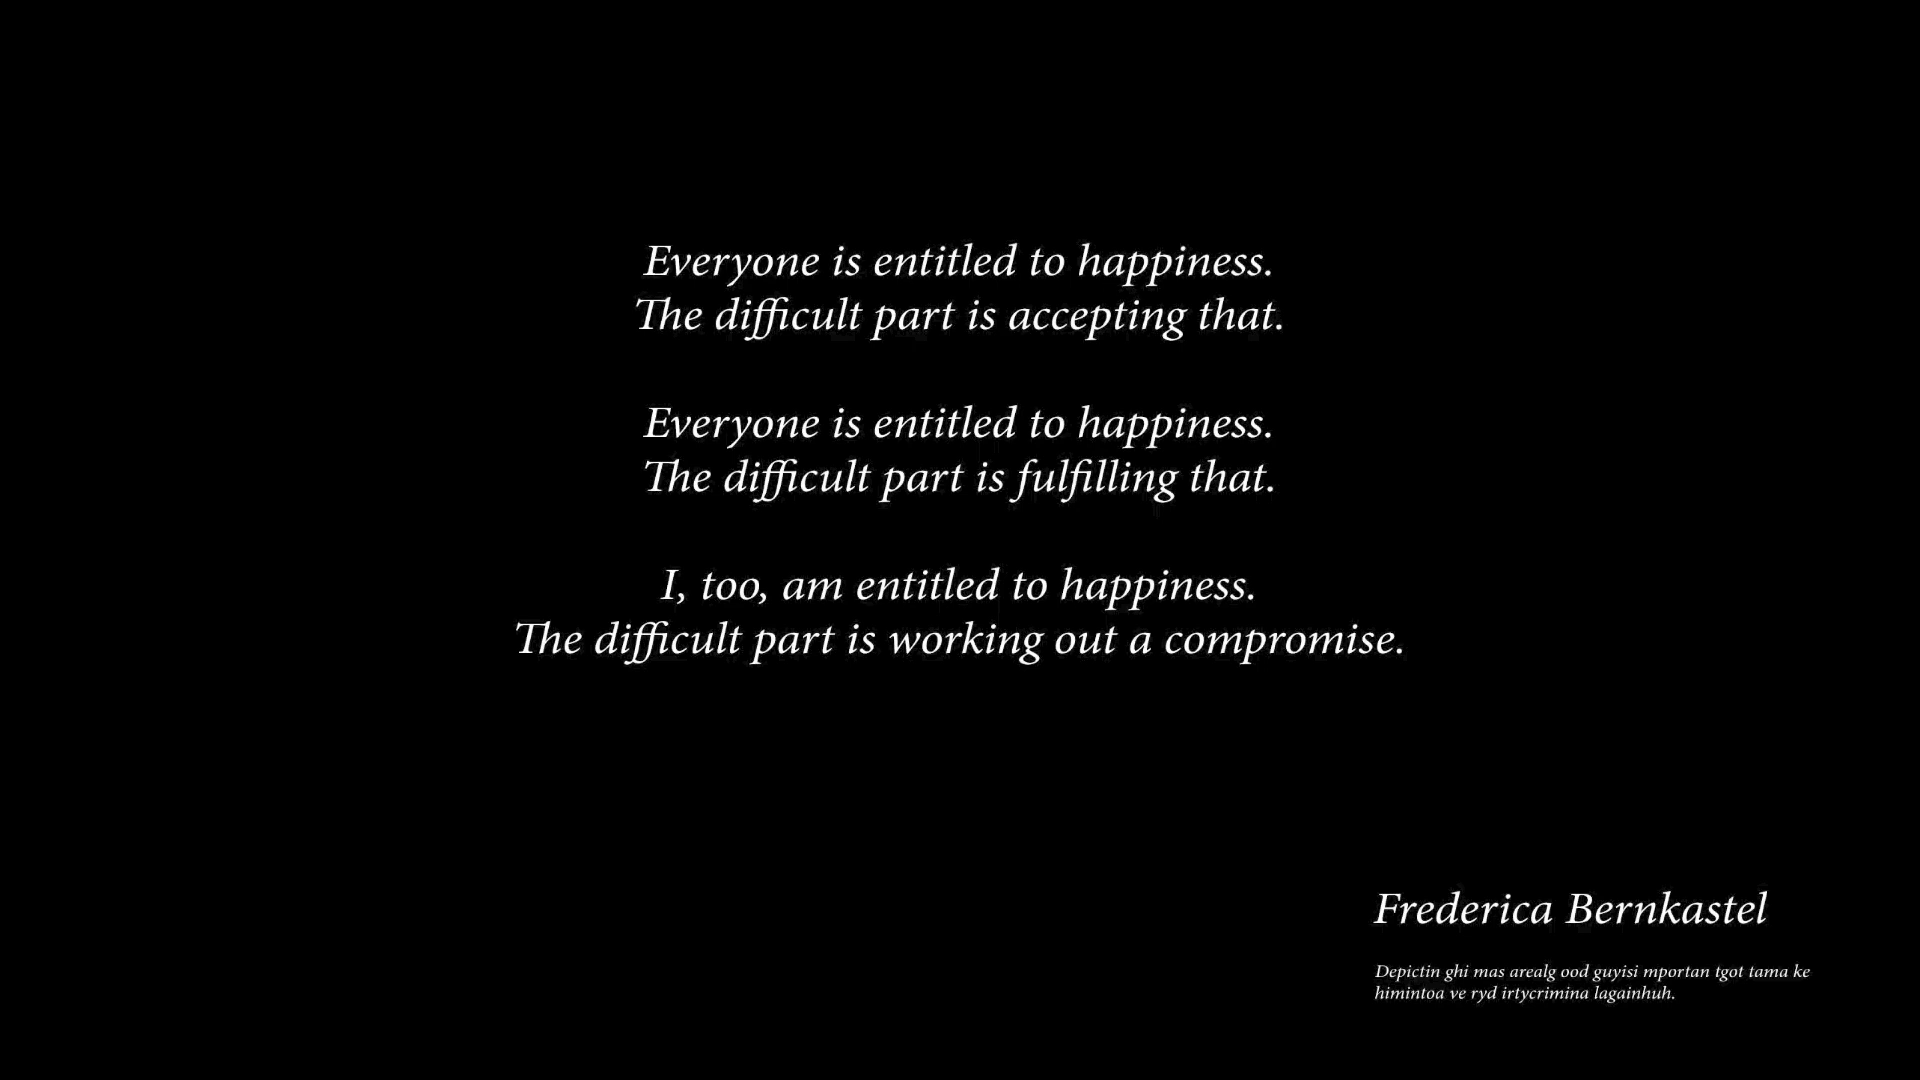 Everyone is entitled to happiness.
The difficult part is accepting that.
Everyone is entitled to happiness.
The difficult part is fulfilling that.
I, too, am entitled to happiness.
The difficult part is working out a compromise.
Frederica Bernkastel
Depictin ghi mas arealg ood guyisi mportan tgot tama ke
himintoa ve ryd irtycrimina lagainhuh.